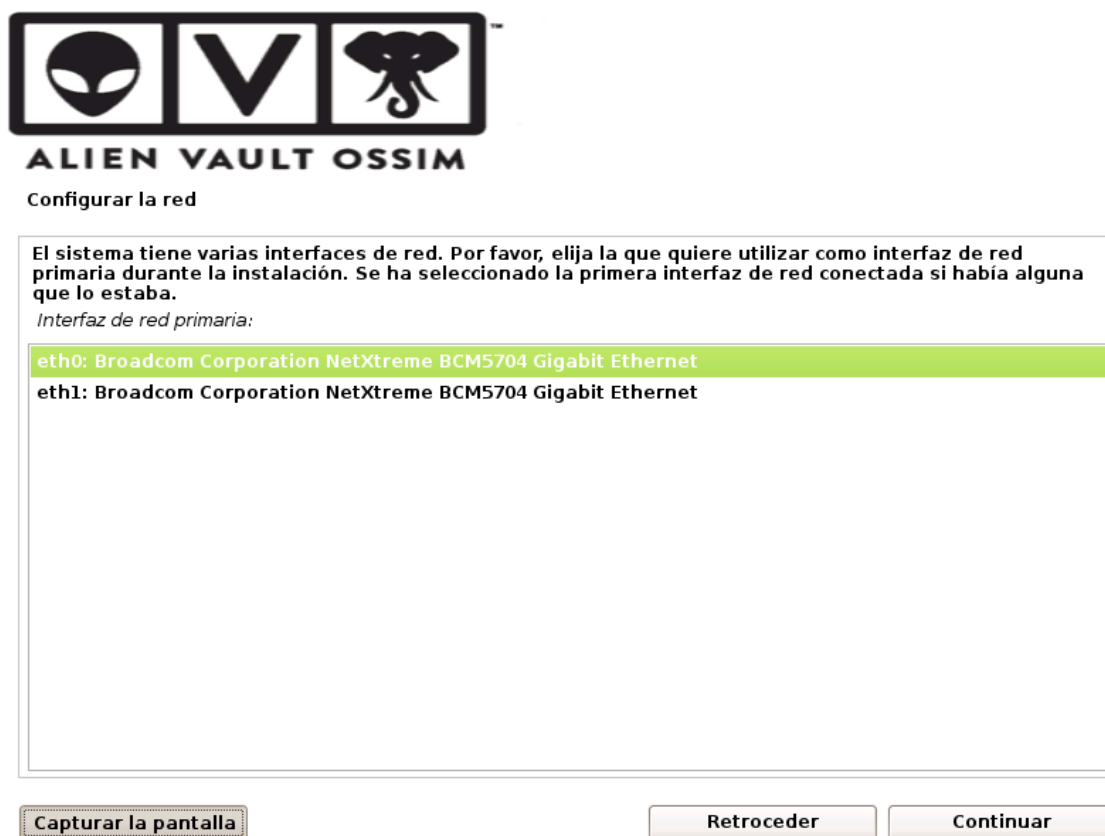 V ™
ALIEN VAULT OSSIM
Configurar la red
El sistema tiene varias interfaces de red. Por favor, elija la que quiere utilizar como interfaz de red
primaria durante la instalación. Se ha seleccionado la primera interfaz de red conectada si había alguna
que lo estaba.
Interfaz de red primaria:
eth0: Broadcom Corporation NetXtreme BCM5704 Gigabit Ethernet
eth1: Broadcom Corporation NetXtreme BCM5704 Gigabit Ethernet
Capturar la pantalla Retroceder Continuar